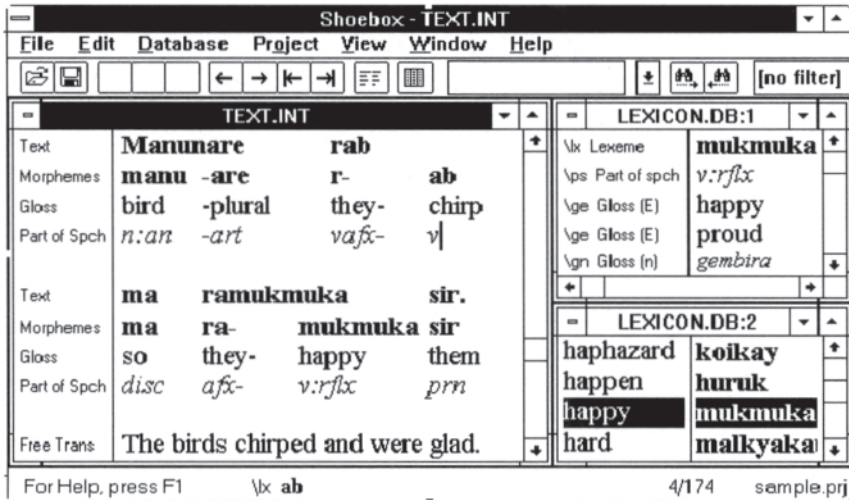 Shoebox - TEXT.INT
File Edit Database Project View Window Help
[no filter]
TEXT.INT
Text Manunare rab
Morphemes manu -are r- ab
Gloss bird -plural they- chirp
Part of Spch n:an -art vafx- v
Text ma ramukmuka sir.
Morphemes ma ra- mukmuka sir
Gloss so they- happy them
Part of Spch disc afx- v:rflx prn
Free Trans The birds chirped and were glad.
LEXICON.DB:1
\lx Lexeme mukmuka
\ps Part of spch v:rflx
\ge Gloss (E) happy
\ge Gloss (E) proud
\gn Gloss (n) gembira
LEXICON.DB:2
haphazard koikay
happen huruk
happy mukmuka
hard malkyaka
For Help, press F1 \lx ab 4/174 sample.prj